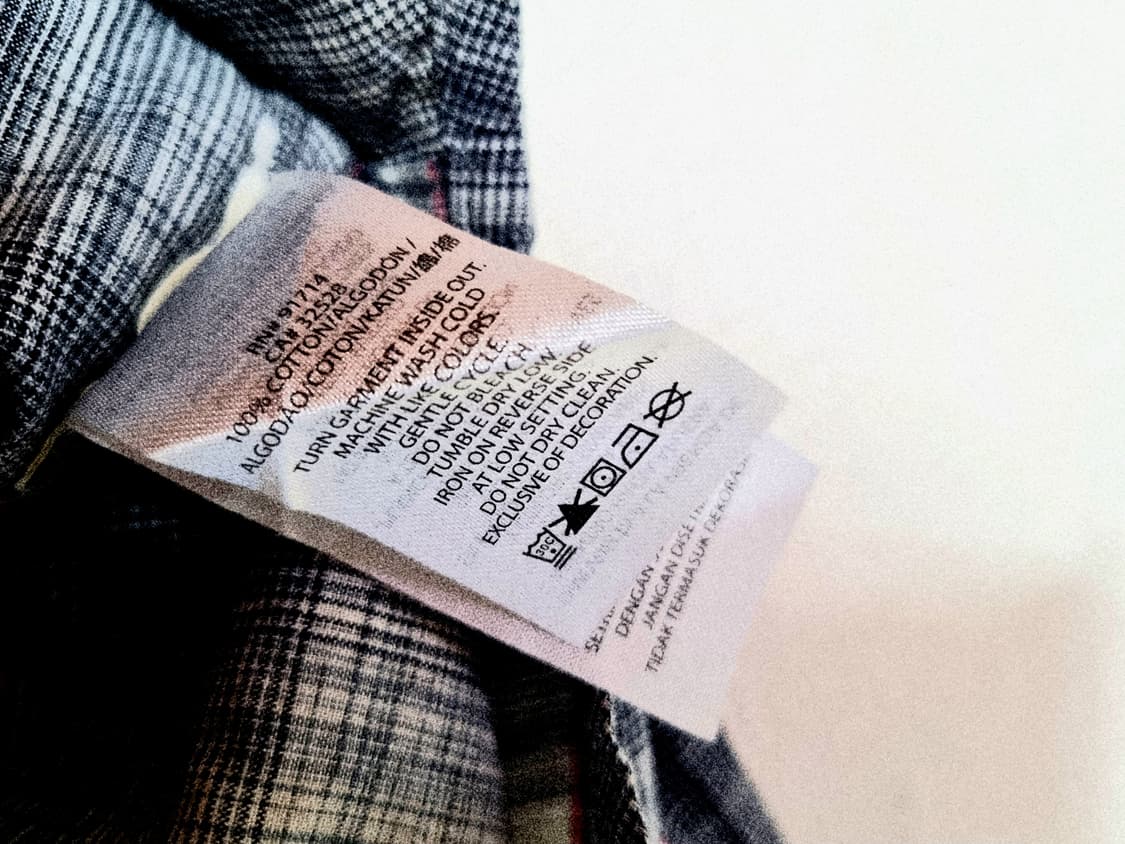 RN# 91714
CA# 32528
100% COTTON/ALGODON /
ALGODAO/COTON/KATUN/綿/棉
TURN GARMENT INSIDE OUT.
MACHINE WASH COLD
WITH LIKE COLORS.
GENTLE CYCLE.
DO NOT BLEACH
TUMBLE DRY LOW.
IRON ON REVERSE SIDE
AT LOW SETTING.
DO NOT DRY CLEAN
EXCLUSIVE OF DECORATION.
30C
DENGAN
JANGAN
TIDAK TERMASUK DEKORASI